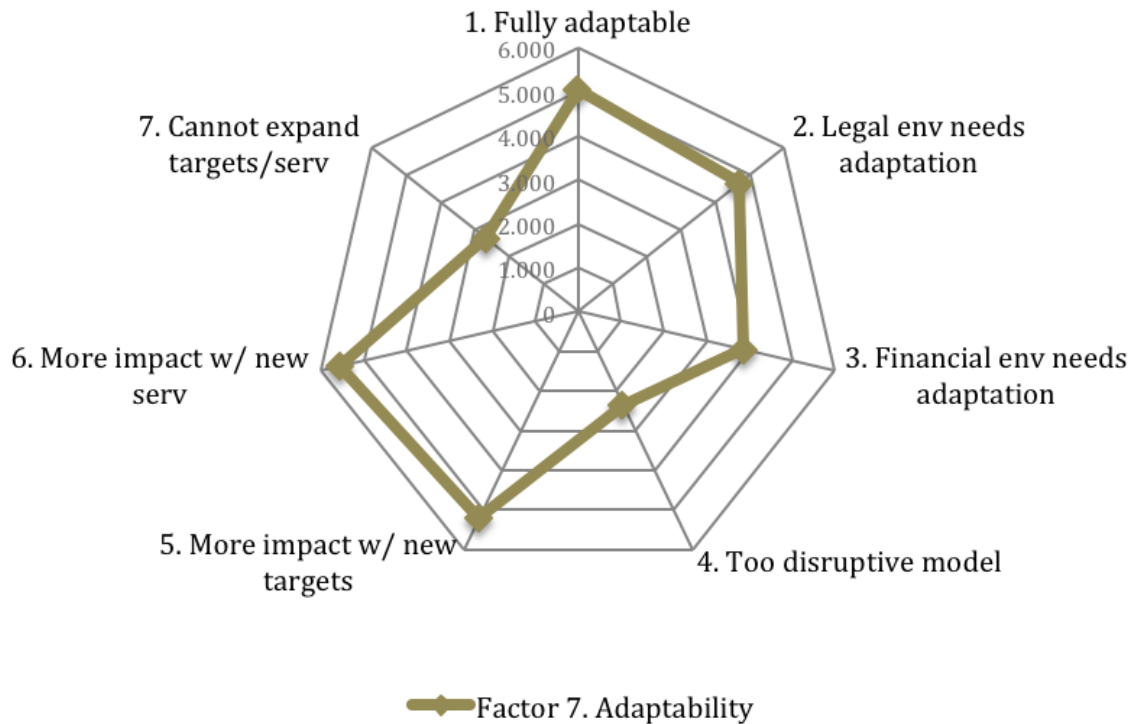 1. Fully adaptable
6.000
5.000
4.000
3.000
2.000
1.000
0
2. Legal env needs
adaptation
3. Financial env needs
adaptation
4. Too disruptive model
5. More impact w/ new
targets
6. More impact w/ new
serv
7. Cannot expand
targets/serv
Factor 7. Adaptability